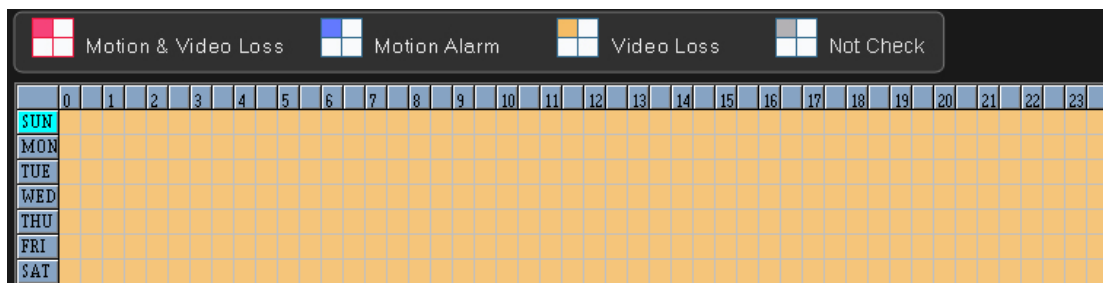 Motion & Video Loss Motion Alarm Video Loss Not Check
0 1 2 3 4 5 6 7 8 9 10 11 12 13 14 15 16 17 18 19 20 21 22 23
SUN
MON
TUE
WED
THU
FRI
SAT